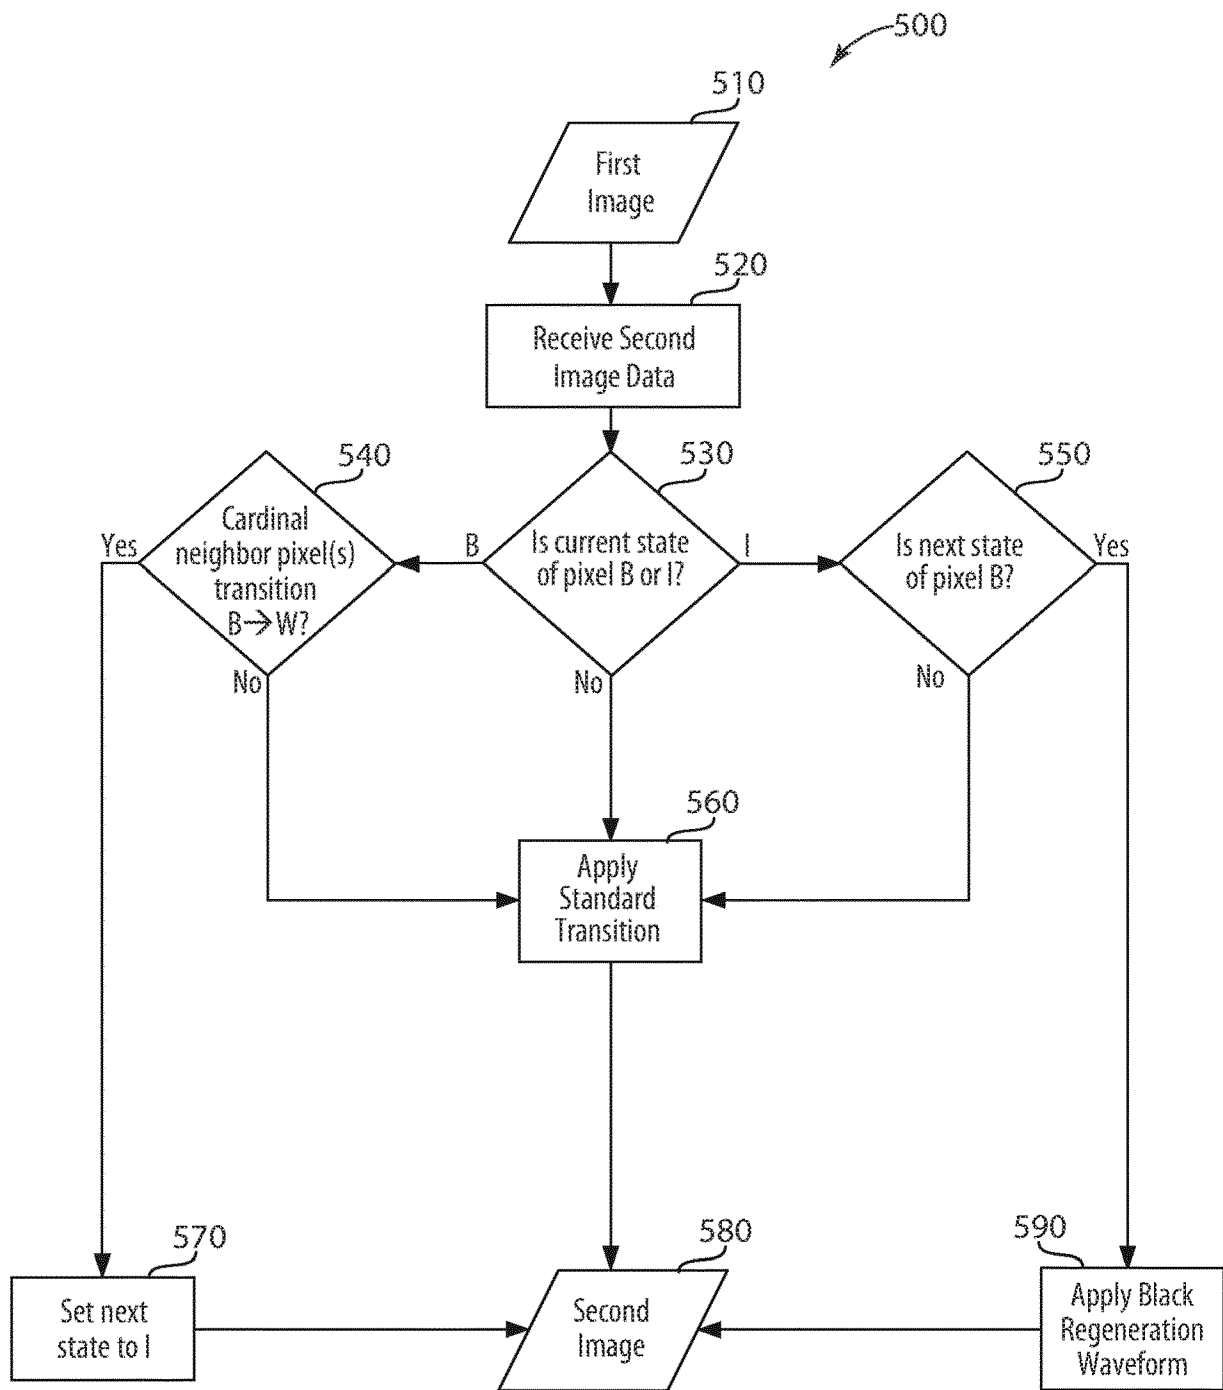 500
510
First
Image
520
Receive Second
Image Data
540
530
550
Cardinal
neighbor pixel(s)
transition
B→W?
Yes
B
Is current state
of pixel B or I?
I
Is next state
of pixel B?
Yes
No
No
No
560
Apply
Standard
Transition
570
Set next
state to I
580
Second
Image
590
Apply Black
Regeneration
Waveform